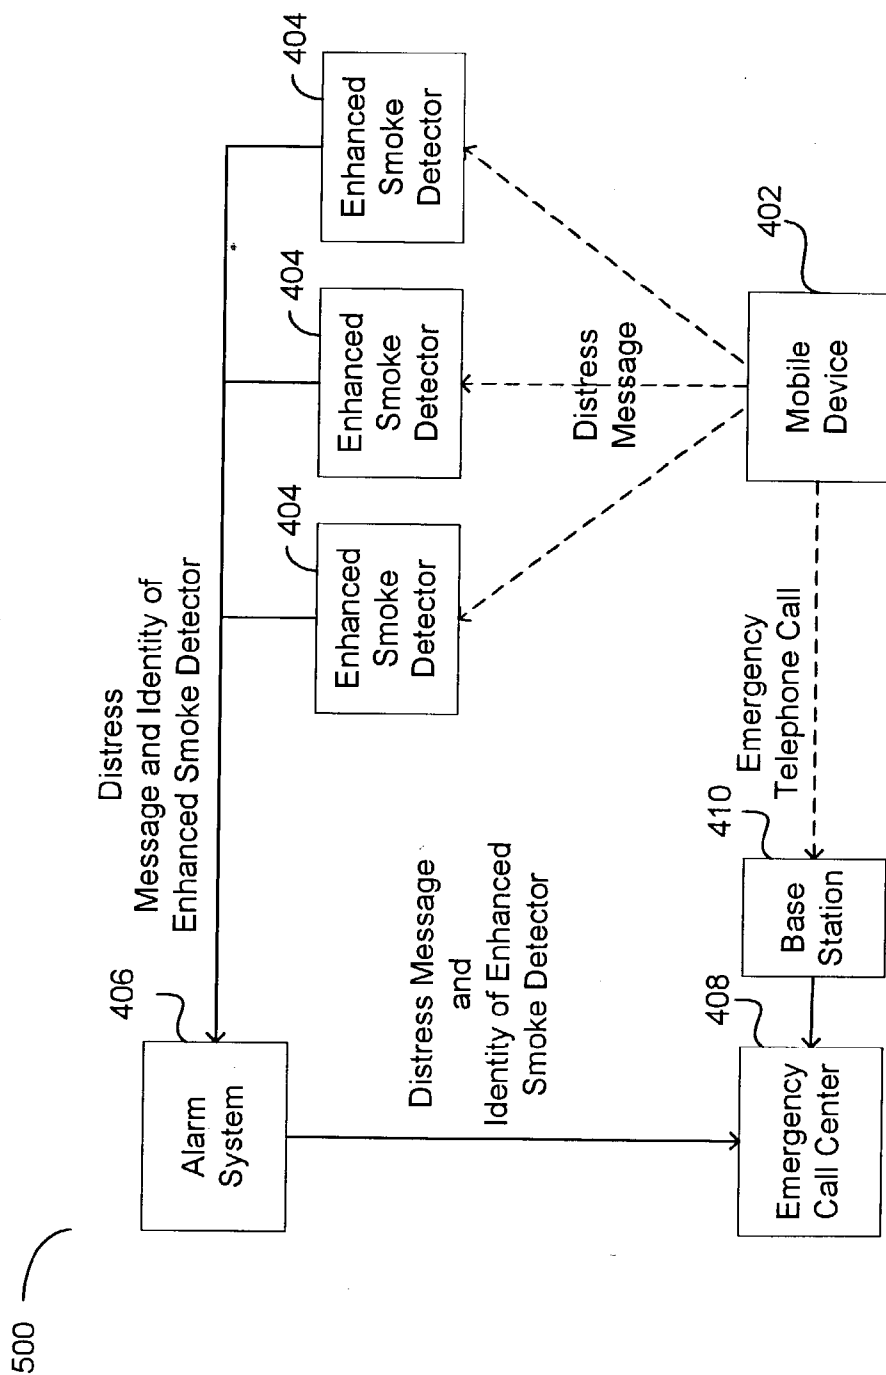 500
Alarm
System
406
Distress
Message and Identity of
Enhanced Smoke Detector
Enhanced
Smoke
Detector
404
Enhanced
Smoke
Detector
404
Enhanced
Smoke
Detector
404
Distress Message
and
Identity of Enhanced
Smoke Detector
Distress
Message
Emergency
Call Center
408
Base
Station
410
Emergency
Telephone Call
Mobile
Device
402